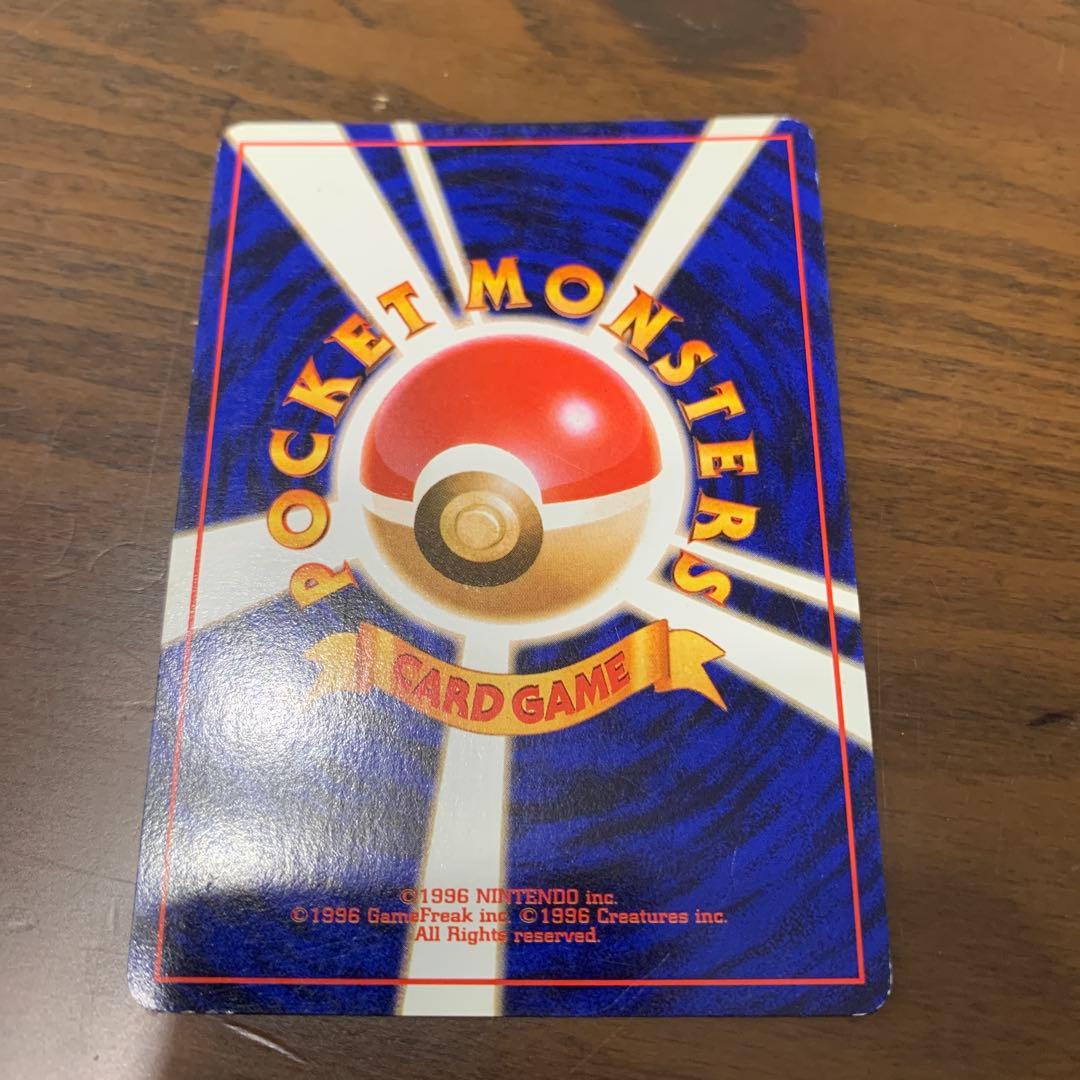 POCKET MONSTERS
CARD GAME
©1996 NINTENDO inc.
©1996 GameFreak inc. ©1996 Creatures inc.
All Rights reserved.